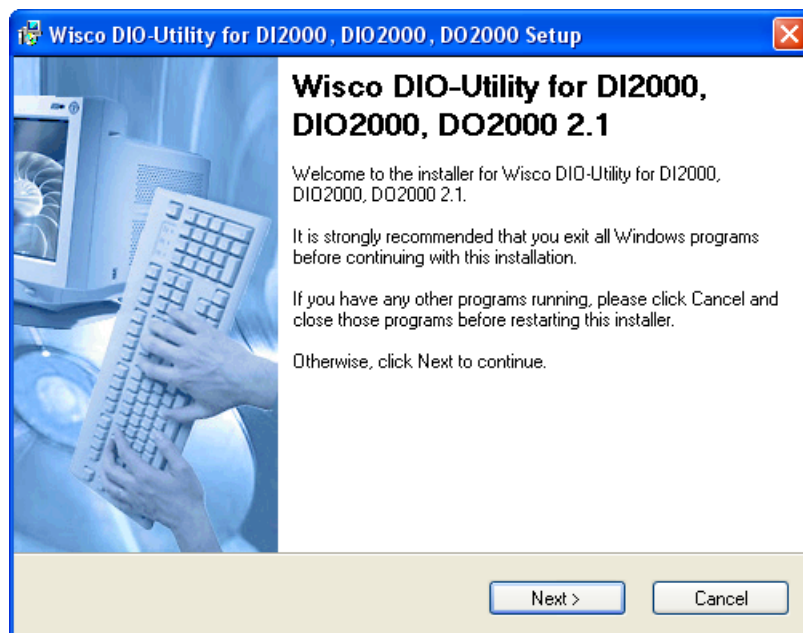 Wisco DIO-Utility for DI2000, DIO2000, DO2000 Setup
Wisco DIO-Utility for DI2000,
DIO2000, DO2000 2.1
Welcome to the installer for Wisco DIO-Utility for DI2000,
DIO2000, DO2000 2.1.
It is strongly recommended that you exit all Windows programs
before continuing with this installation.
If you have any other programs running, please click Cancel and
close those programs before restarting this installer.
Otherwise, click Next to continue.
Next >
Cancel